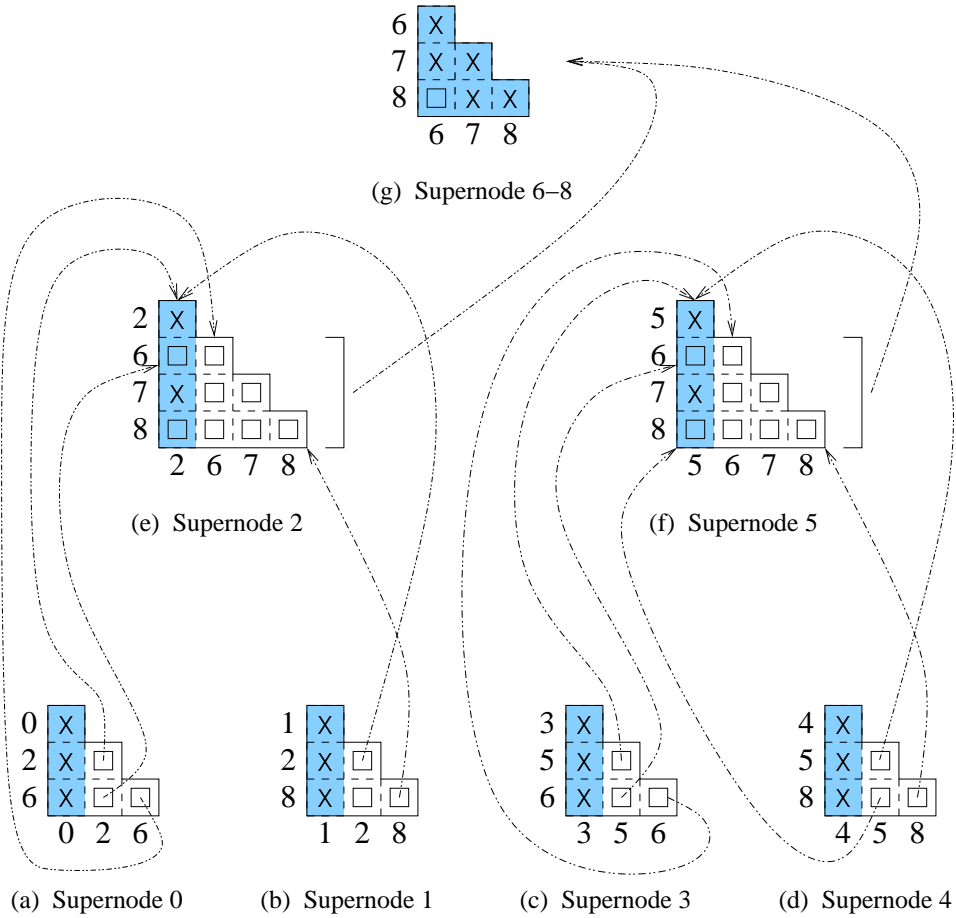 6 X
7 X X
8 □ X X
6 7 8
(g) Supernode 6–8
2 X
6 □ □
7 X □ □
8 □ □ □ □
2 6 7 8
(e) Supernode 2
5 X
6 □ □
7 X □ □
8 □ □ □ □
5 6 7 8
(f) Supernode 5
0 X
2 X □
6 X □ □
0 2 6
(a) Supernode 0
1 X
2 X □
8 X □ □
1 2 8
(b) Supernode 1
3 X
5 X □
6 X □ □
3 5 6
(c) Supernode 3
4 X
5 X □
8 X □ □
4 5 8
(d) Supernode 4